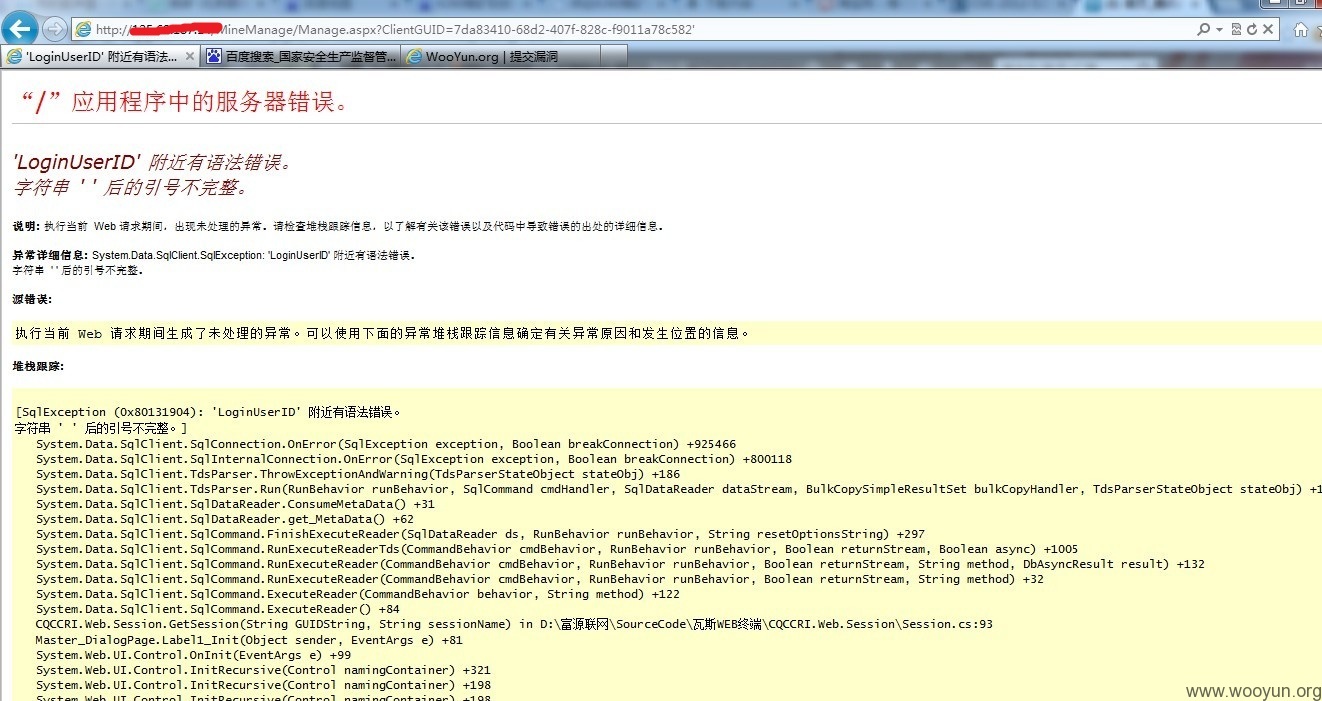 http:// MineManage/Manage.aspx?ClientGUID=7da83410-68d2-407f-828c-f9011a78c582'
'LoginUserID' 附近有语法...
百度搜索_国家安全生产监督管...
WooYun.org | 提交漏洞
“/”应用程序中的服务器错误。
'LoginUserID' 附近有语法错误。
字符串 ' ' 后的引号不完整。
说明: 执行当前 Web 请求期间，出现未处理的异常。请检查堆栈跟踪信息，以了解有关该错误以及代码中导致错误的出处的详细信息。
异常详细信息: System.Data.SqlClient.SqlException: 'LoginUserID' 附近有语法错误。
字符串 ' ' 后的引号不完整。
源错误:
执行当前 Web 请求期间生成了未处理的异常。可以使用下面的异常堆栈跟踪信息确定有关异常原因和发生位置的信息。
堆栈跟踪:
[SqlException (0x80131904): 'LoginUserID' 附近有语法错误。
字符串 ' ' 后的引号不完整。]
System.Data.SqlClient.SqlConnection.OnError(SqlException exception, Boolean breakConnection) +925466
System.Data.SqlClient.SqlInternalConnection.OnError(SqlException exception, Boolean breakConnection) +800118
System.Data.SqlClient.TdsParser.ThrowExceptionAndWarning(TdsParserStateObject stateObj) +186
System.Data.SqlClient.TdsParser.Run(RunBehavior runBehavior, SqlCommand cmdHandler, SqlDataReader dataStream, BulkCopySimpleResultSet bulkCopyHandler, TdsParserStateObject stateObj) +1
System.Data.SqlClient.SqlDataReader.ConsumeMetaData() +31
System.Data.SqlClient.SqlDataReader.get_MetaData() +62
System.Data.SqlClient.SqlCommand.FinishExecuteReader(SqlDataReader ds, RunBehavior runBehavior, String resetOptionsString) +297
System.Data.SqlClient.SqlCommand.RunExecuteReaderTds(CommandBehavior cmdBehavior, RunBehavior runBehavior, Boolean returnStream, Boolean async) +1005
System.Data.SqlClient.SqlCommand.RunExecuteReader(CommandBehavior cmdBehavior, RunBehavior runBehavior, Boolean returnStream, String method, DbAsyncResult result) +132
System.Data.SqlClient.SqlCommand.RunExecuteReader(CommandBehavior cmdBehavior, RunBehavior runBehavior, Boolean returnStream, String method) +32
System.Data.SqlClient.SqlCommand.ExecuteReader(CommandBehavior behavior, String method) +122
System.Data.SqlClient.SqlCommand.ExecuteReader() +84
CQCCRI.Web.Session.GetSession(String GUIDString, String sessionName) in D:\富源联网\SourceCode\瓦斯WEB终端\CQCCRI.Web.Session\Session.cs:93
Master_DialogPage.Label1_Init(Object sender, EventArgs e) +81
System.Web.UI.Control.OnInit(EventArgs e) +99
System.Web.UI.Control.InitRecursive(Control namingContainer) +321
System.Web.UI.Control.InitRecursive(Control namingContainer) +198
System.Web.UI.Control.InitRecursive(Control namingContainer) +198
www.wooyun.org